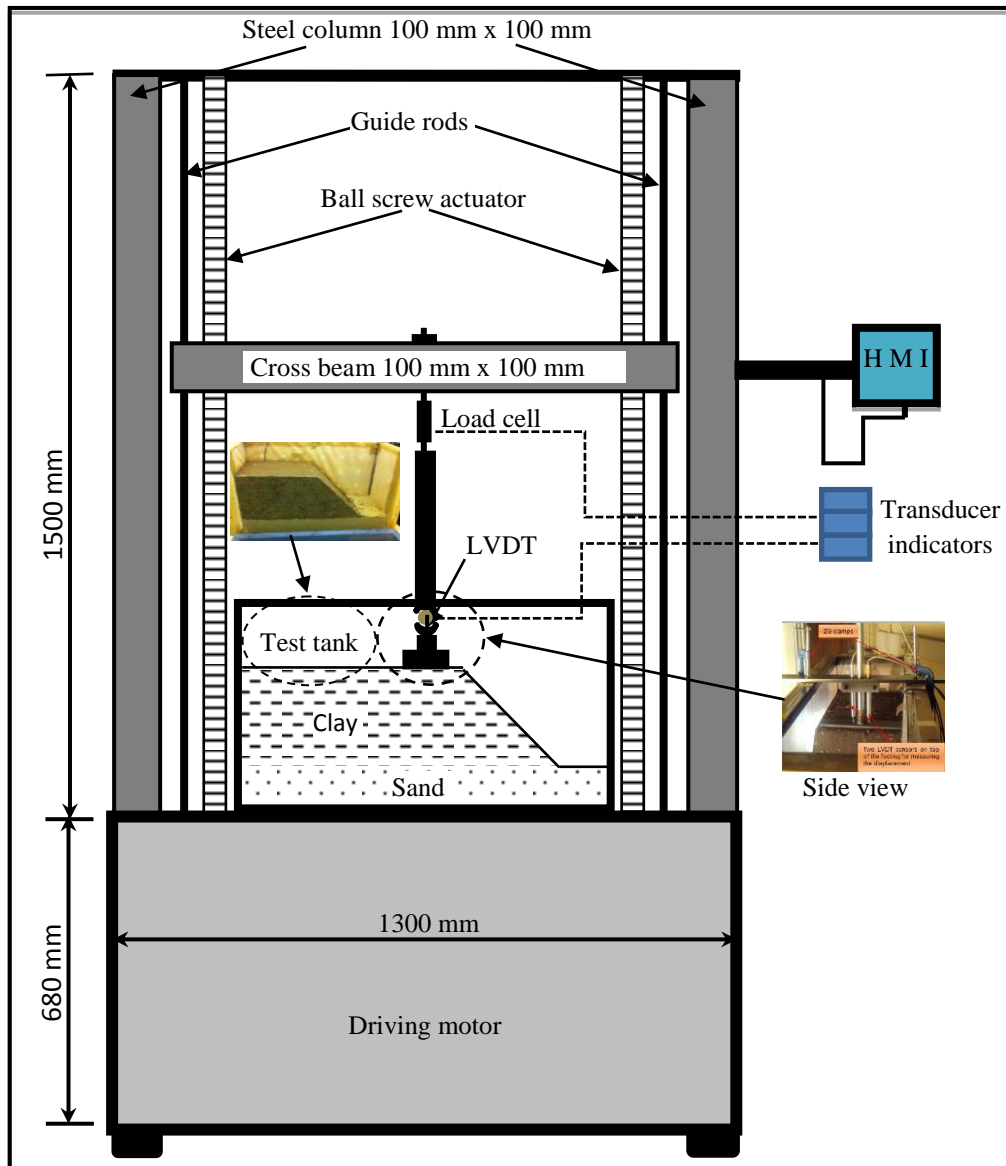 Steel column 100 mm x 100 mm
Guide rods
Ball screw actuator
Cross beam 100 mm x 100 mm
H M I
Load cell
1500 mm
Transducer
indicators
LVDT
Test tank
Clay
Sand
Two LVDT sensors on top
of the footing for measuring
the displacement
Side view
1300 mm
680 mm
Driving motor